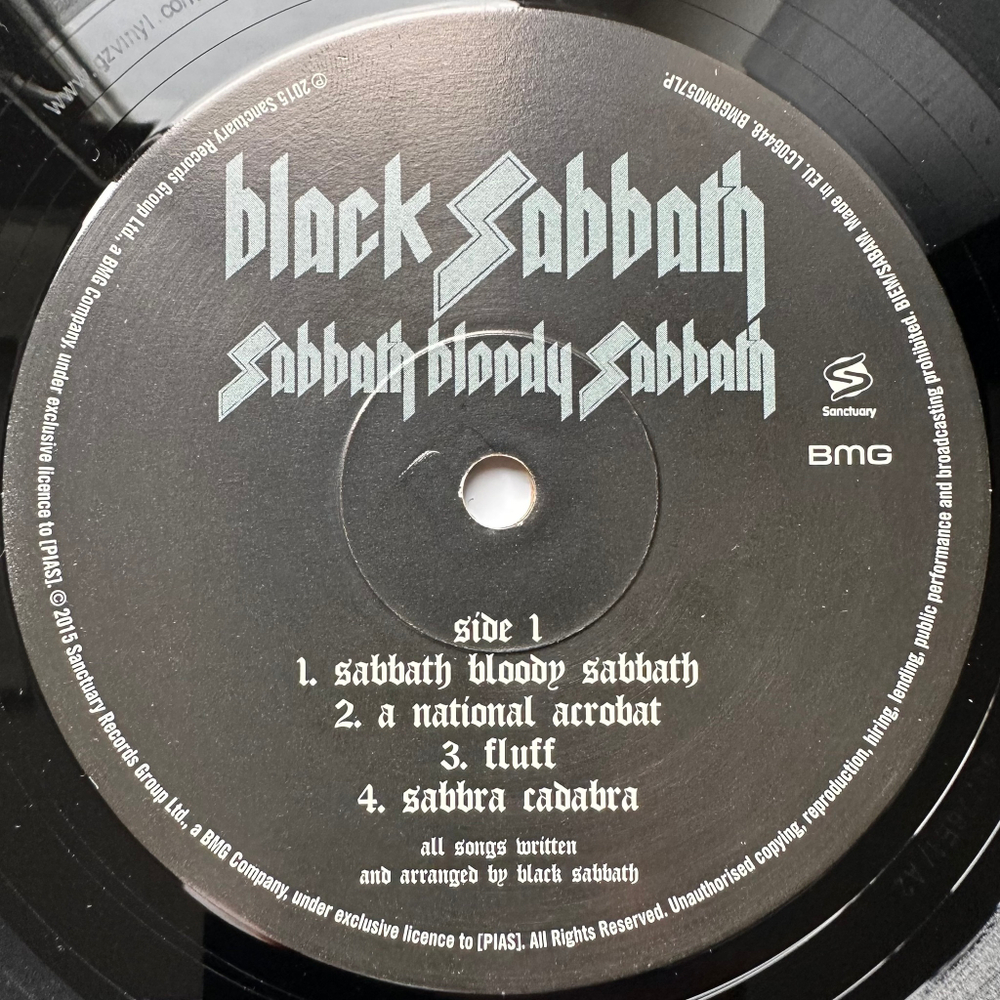 www.gzvinyl.com
black Sabbath
Sabbath bloody Sabbath
Sanctuary
BMG
side 1
1. sabbath bloody sabbath
2. a national acrobat
3. fluff
4. sabbra cadabra
all songs written
and arranged by black sabbath
℗ 2015 Sanctuary Records Group Ltd., a BMG Company, under exclusive licence to [PIAS]. © 2015 Sanctuary Records Group Ltd., a BMG Company, under exclusive licence to [PIAS]. All Rights Reserved. Unauthorised copying, reproduction, hiring, lending, public performance and broadcasting prohibited. BIEM/SABAM. Made In EU. LC06448. BMGRM057LP.